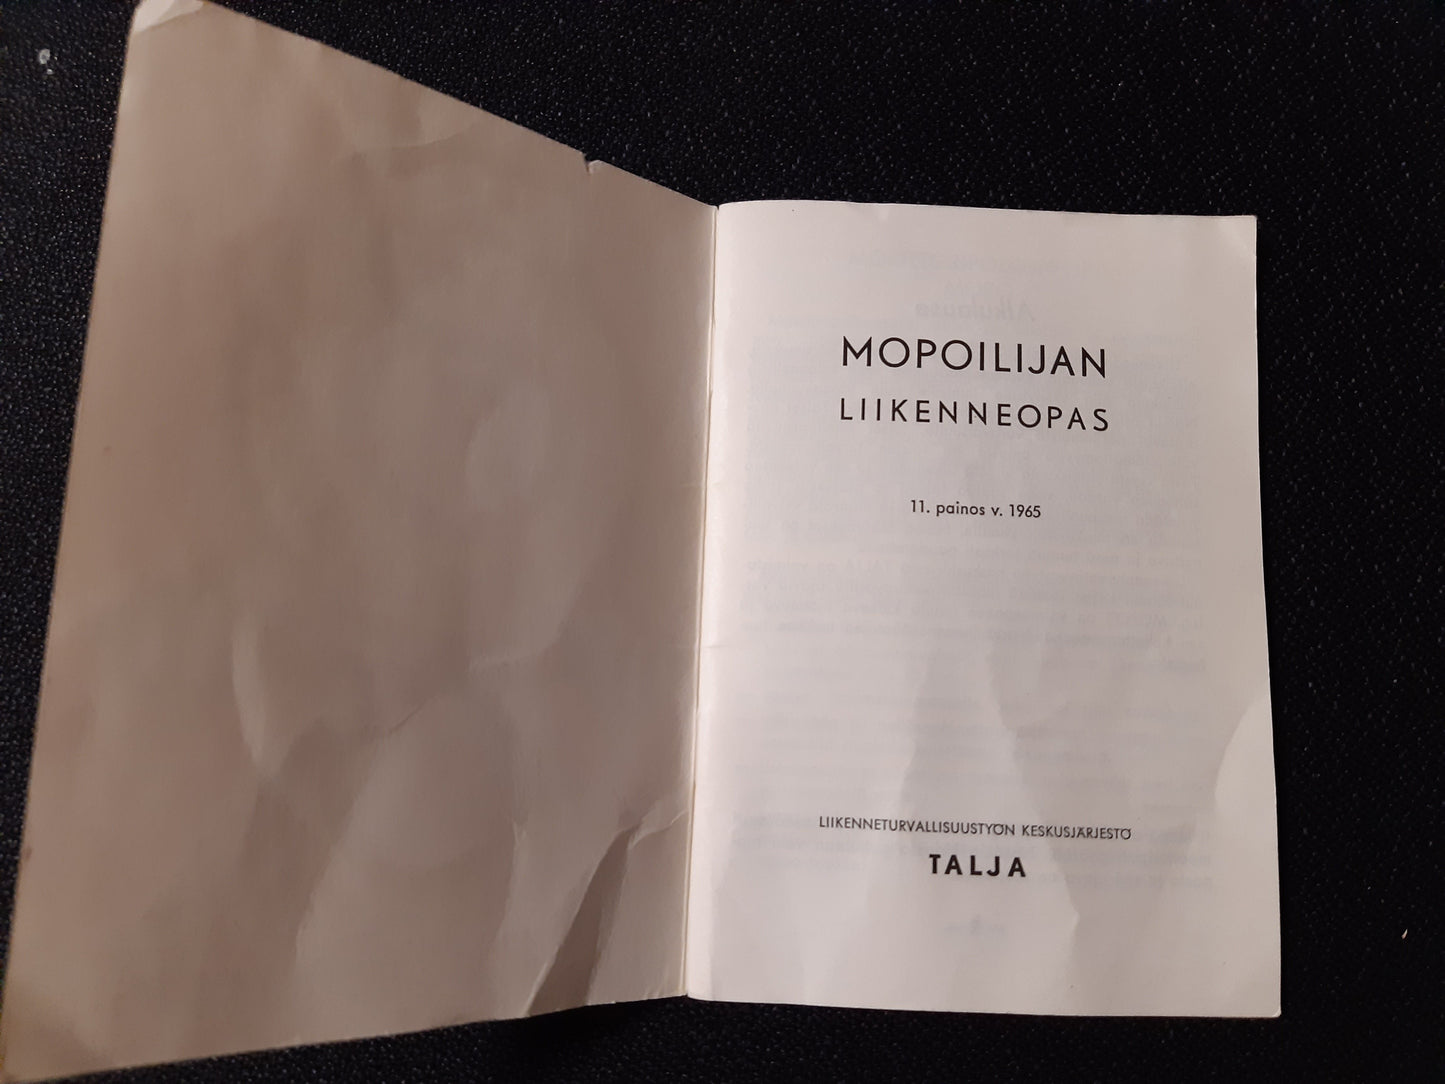 MOPOILIJAN
LIIKENNEOPAS
11. painos v. 1965
LIIKENNETURVALLISUUSTYÖN KESKUSJÄRJESTÖ
TALJA